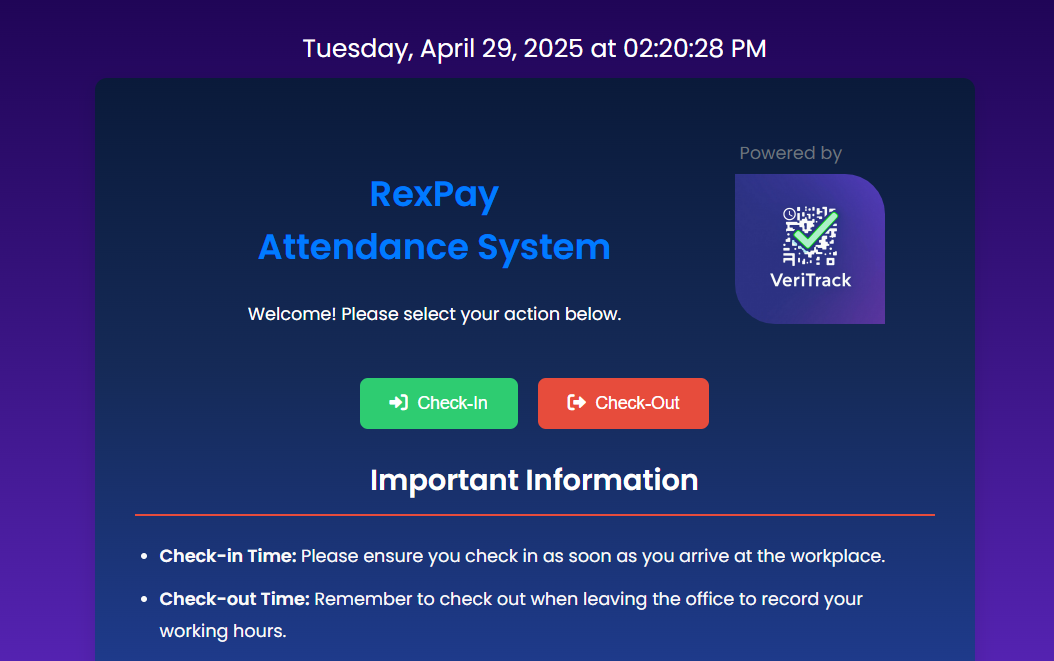 Tuesday, April 29, 2025 at 02:20:28 PM
Powered by
VeriTrack
RexPay
Attendance System
Welcome! Please select your action below.
Check-In
Check-Out
Important Information
• Check-in Time: Please ensure you check in as soon as you arrive at the workplace.
• Check-out Time: Remember to check out when leaving the office to record your
working hours.